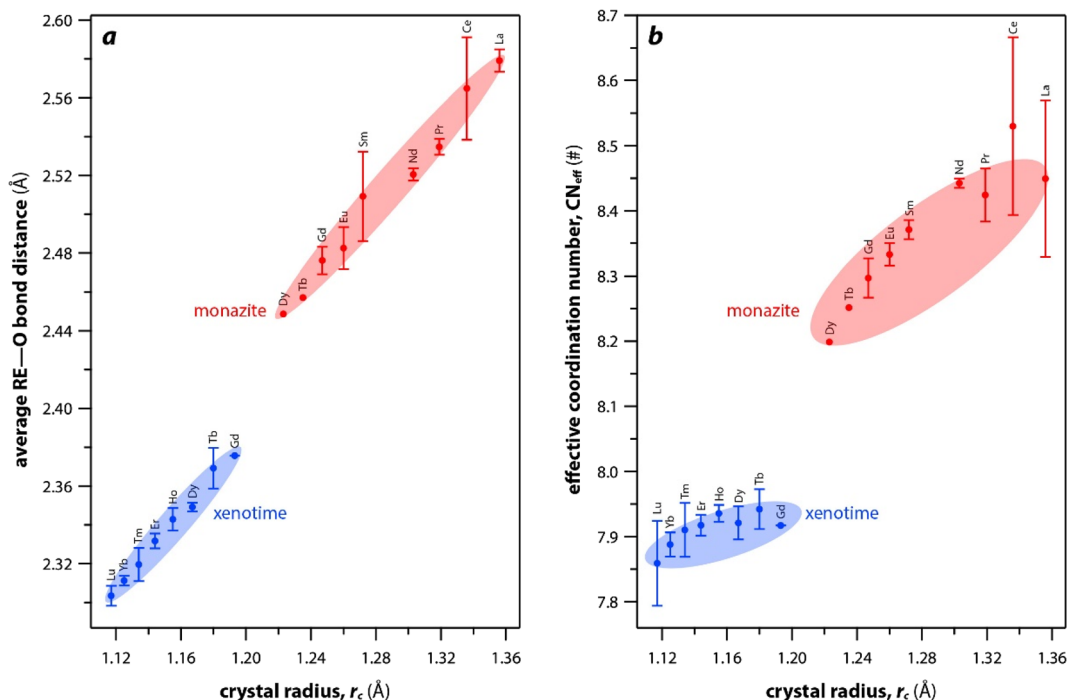 a
average RE—O bond distance (Å)
2.60
2.56
2.52
2.48
2.44
2.40
2.36
2.32
La
Ce
Pr
Nd
Sm
Eu
Gd
Tb
Dy
monazite
Gd
Tb
Dy
Ho
Er
Tm
Yb
Lu
xenotime
1.12 1.16 1.20 1.24 1.28 1.32 1.36
crystal radius, rc (Å)
b
effective coordination number, CNeff (#)
8.7
8.6
8.5
8.4
8.3
8.2
8.1
8.0
7.9
7.8
Ce
La
Pr
Nd
Sm
Eu
Gd
Tb
Dy
monazite
Lu
Yb
Tm
Er
Ho
Dy
Tb
Gd
xenotime
1.12 1.16 1.20 1.24 1.28 1.32 1.36
crystal radius, rc (Å)